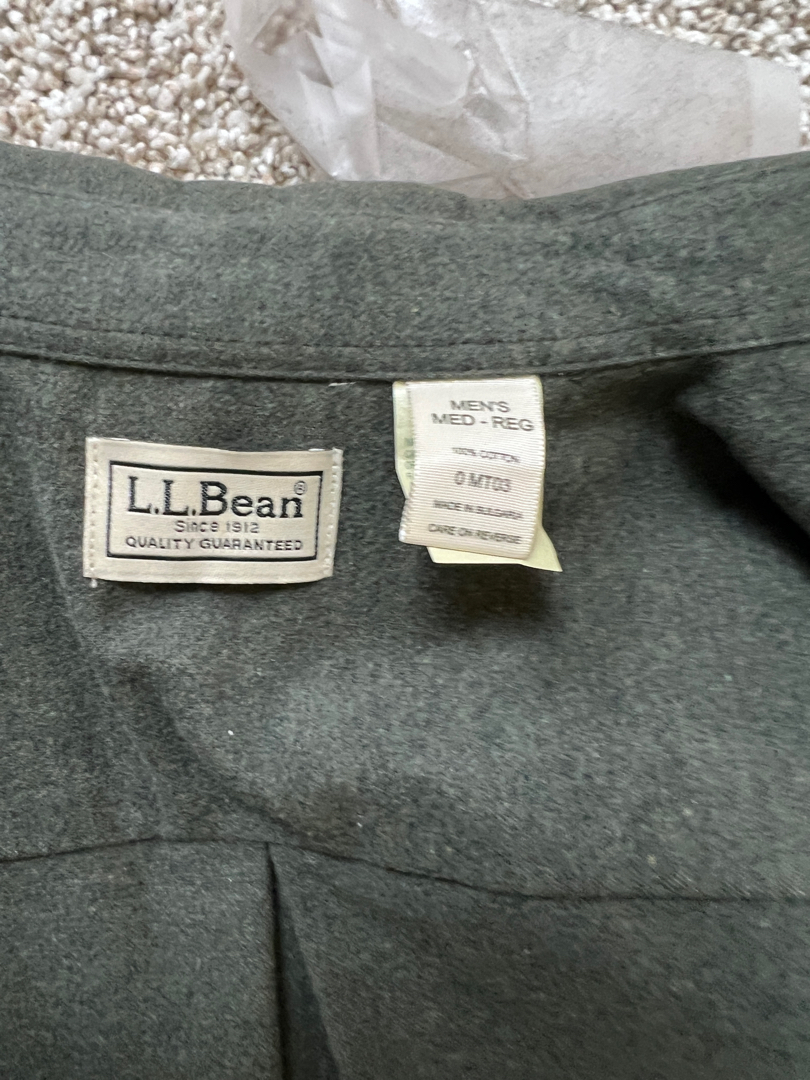 L.L.Bean®
Since 1912
QUALITY GUARANTEED
MEN'S
MED - REG
100% COTTON
0 MT03
MADE IN BULGARIA
CARE ON REVERSE